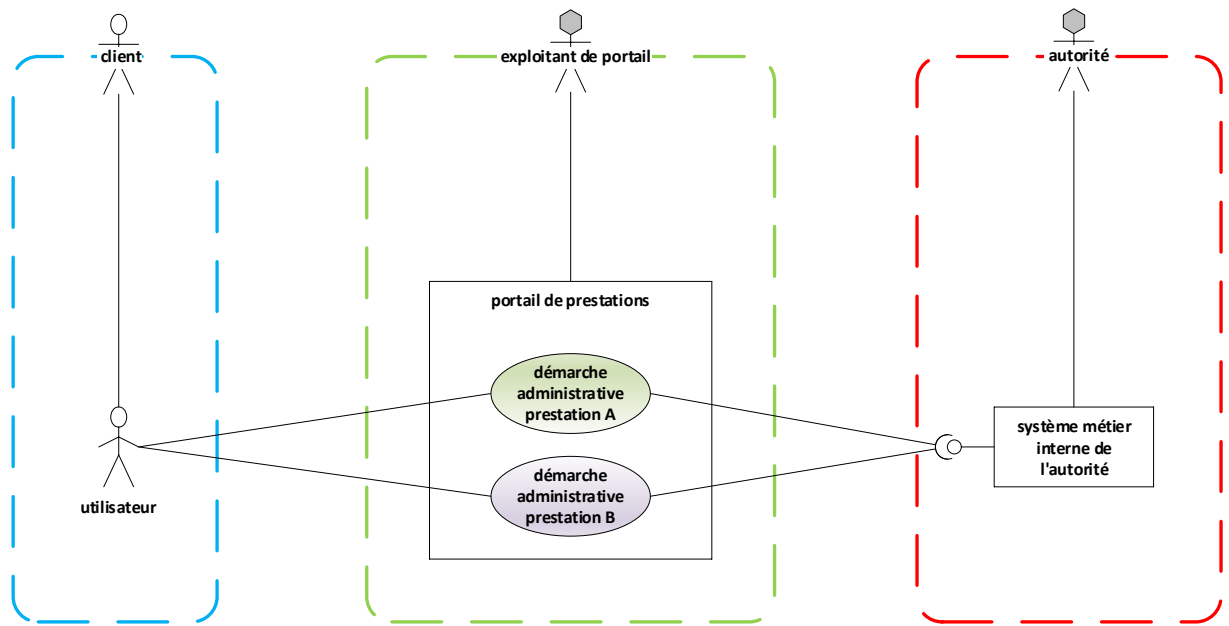 client
exploitant de portail
autorité
portail de prestations
démarche
administrative
prestation A
démarche
administrative
prestation B
utilisateur
système métier
interne de
l'autorité